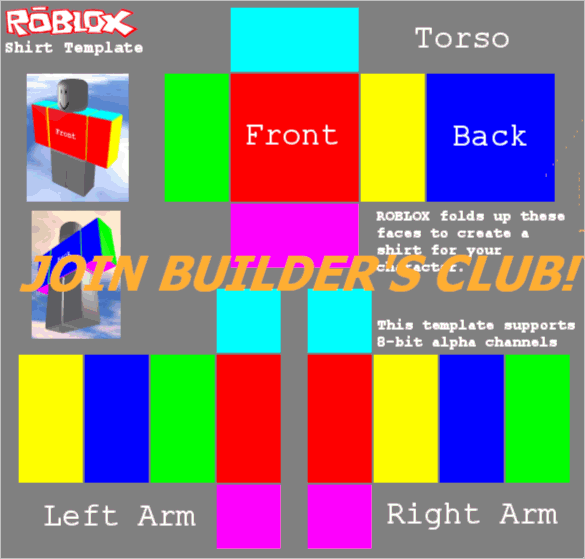 RŌBLOX
Shirt Template
Torso
Front
Front
Back
ROBLOX folds up these
faces to create a
shirt for your
character.
JOIN BUILDER'S CLUB!
This template supports
8-bit alpha channels
Left Arm
Right Arm